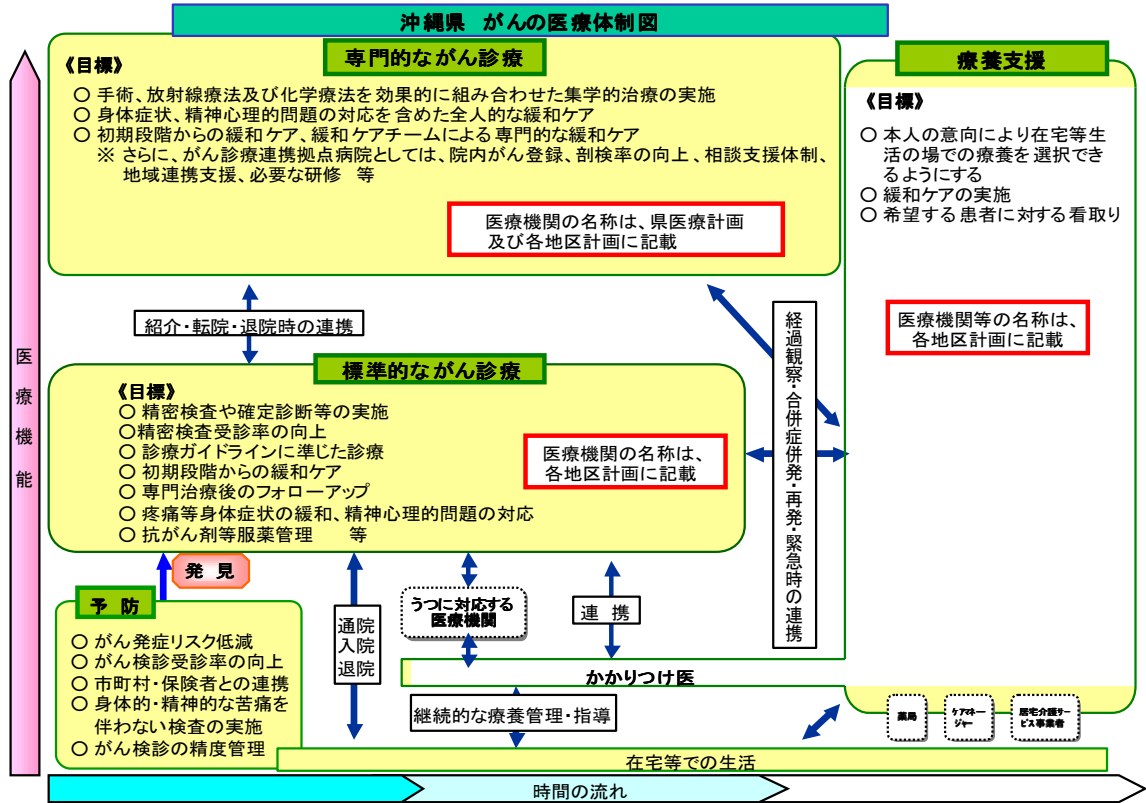 沖縄県 がんの医療体制図
専門的ながん診療
《目標》
○ 手術、放射線療法及び化学療法を効果的に組み合わせた集学的治療の実施
○ 身体症状、精神心理的問題の対応を含めた全人的な緩和ケア
○ 初期段階からの緩和ケア、緩和ケアチームによる専門的な緩和ケア
※ さらに、がん診療連携拠点病院としては、院内がん登録、剖検率の向上、相談支援体制、
地域連携支援、必要な研修 等
医療機関の名称は、県医療計画
及び各地区計画に記載
療養支援
《目標》
○ 本人の意向により在宅等生
活の場での療養を選択でき
るようにする
○ 緩和ケアの実施
○ 希望する患者に対する看取り
医療機関等の名称は、
各地区計画に記載
医療機能
紹介・転院・退院時の連携
経過観察・合併症併発・再発・緊急時の連携
標準的ながん診療
《目標》
○ 精密検査や確定診断等の実施
○精密検査受診率の向上
○ 診療ガイドラインに準じた診療
○ 初期段階からの緩和ケア
○ 専門治療後のフォローアップ
○ 疼痛等身体症状の緩和、精神心理的問題の対応
○ 抗がん剤等服薬管理 等
医療機関の名称は、
各地区計画に記載
発 見
予 防
○ がん発症リスク低減
○ がん検診受診率の向上
○ 市町村・保険者との連携
○ 身体的・精神的な苦痛を
伴わない検査の実施
○ がん検診の精度管理
通院
入院
退院
うつに対応する
医療機関
連 携
かかりつけ医
継続的な療養管理・指導
薬局
ケアマネー
ジャー
居宅介護サー
ビス事業者
在宅等での生活
時間の流れ